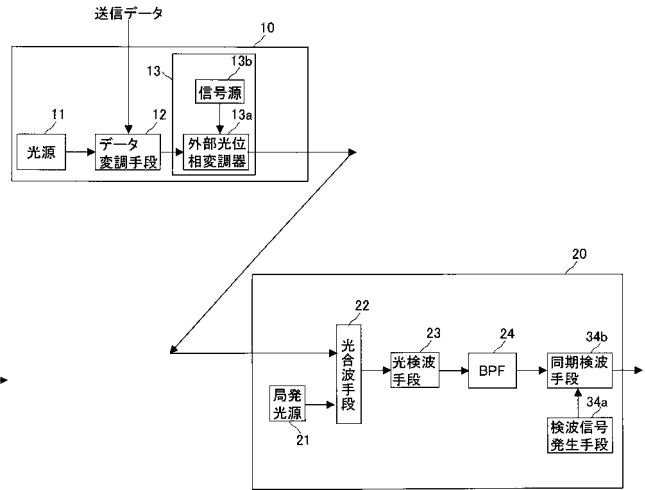 送信データ
10
13
13b
信号源
11
12
13a
光源
データ
変調手段
外部光位
相変調器
20
22
光合波手段
23
24
34b
光検波
手段
BPF
同期検波
手段
局発
光源
21
34a
検波信号
発生手段